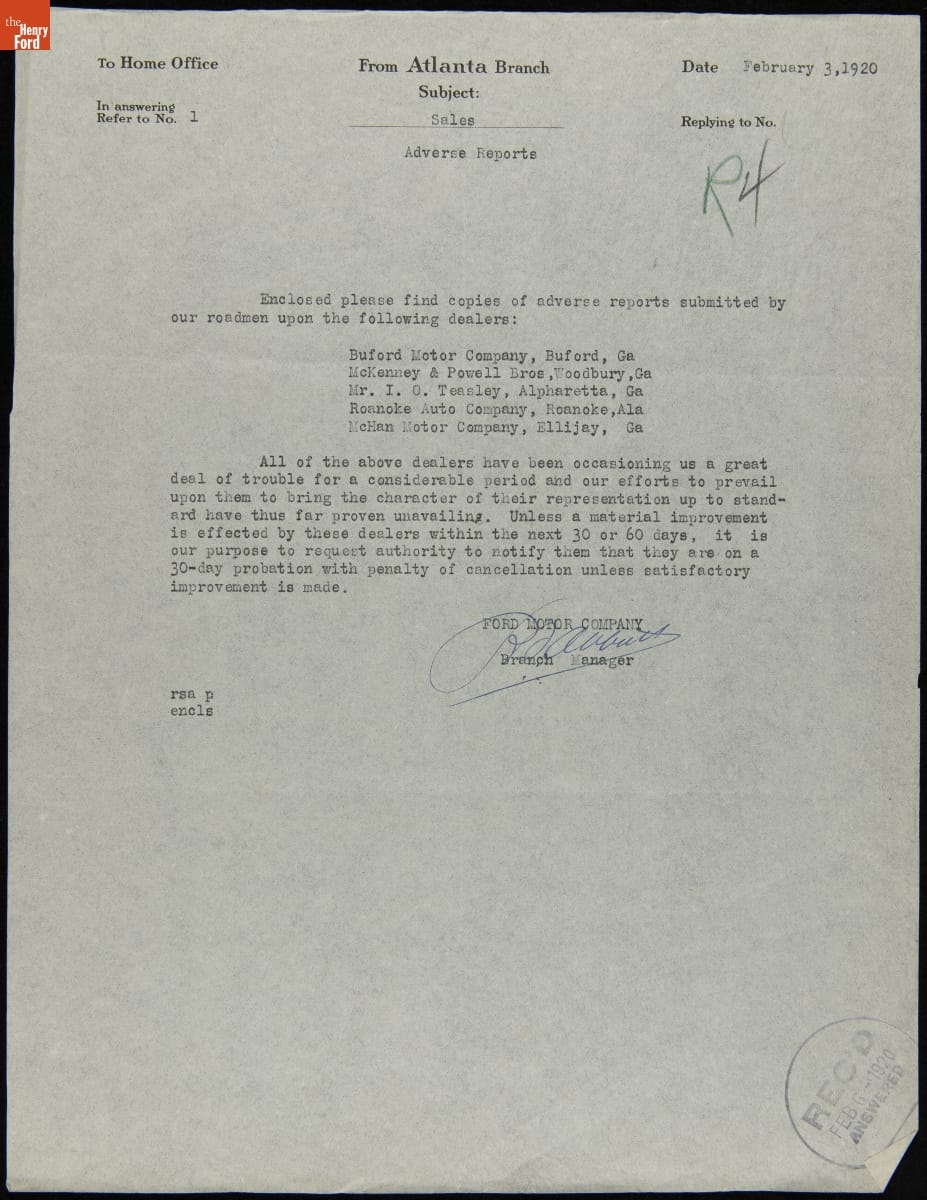 the
Henry
Ford
To Home Office
From Atlanta Branch
Date February 3,1920
Subject:
In answering
Refer to No. 1
Sales
Replying to No.
Adverse Reports
R4
Enclosed please find copies of adverse reports submitted by
our roadmen upon the following dealers:
Buford Motor Company, Buford, Ga
McKenney & Powell Bros,Woodbury,Ga
Mr. I. O. Teasley, Alpharetta, Ga
Roanoke Auto Company, Roanoke,Ala
McHan Motor Company, Ellijay, Ga
All of the above dealers have been occasioning us a great
deal of trouble for a considerable period and our efforts to prevail
upon them to bring the character of their representation up to stand-
ard have thus far proven unavailing. Unless a material improvement
is effected by these dealers within the next 30 or 60 days, it is
our purpose to request authority to notify them that they are on a
30-day probation with penalty of cancellation unless satisfactory
improvement is made.
FORD MOTOR COMPANY
R S Abbott
Branch Manager
rsa p
encls
REC'D
FEB 6-1920
ANSWERED